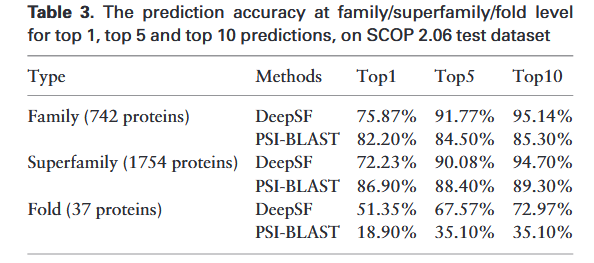 Table 3. The prediction accuracy at family/superfamily/fold level
for top 1, top 5 and top 10 predictions, on SCOP 2.06 test dataset
Type Methods Top1 Top5 Top10
Family (742 proteins) DeepSF 75.87% 91.77% 95.14%
PSI-BLAST 82.20% 84.50% 85.30%
Superfamily (1754 proteins) DeepSF 72.23% 90.08% 94.70%
PSI-BLAST 86.90% 88.40% 89.30%
Fold (37 proteins) DeepSF 51.35% 67.57% 72.97%
PSI-BLAST 18.90% 35.10% 35.10%